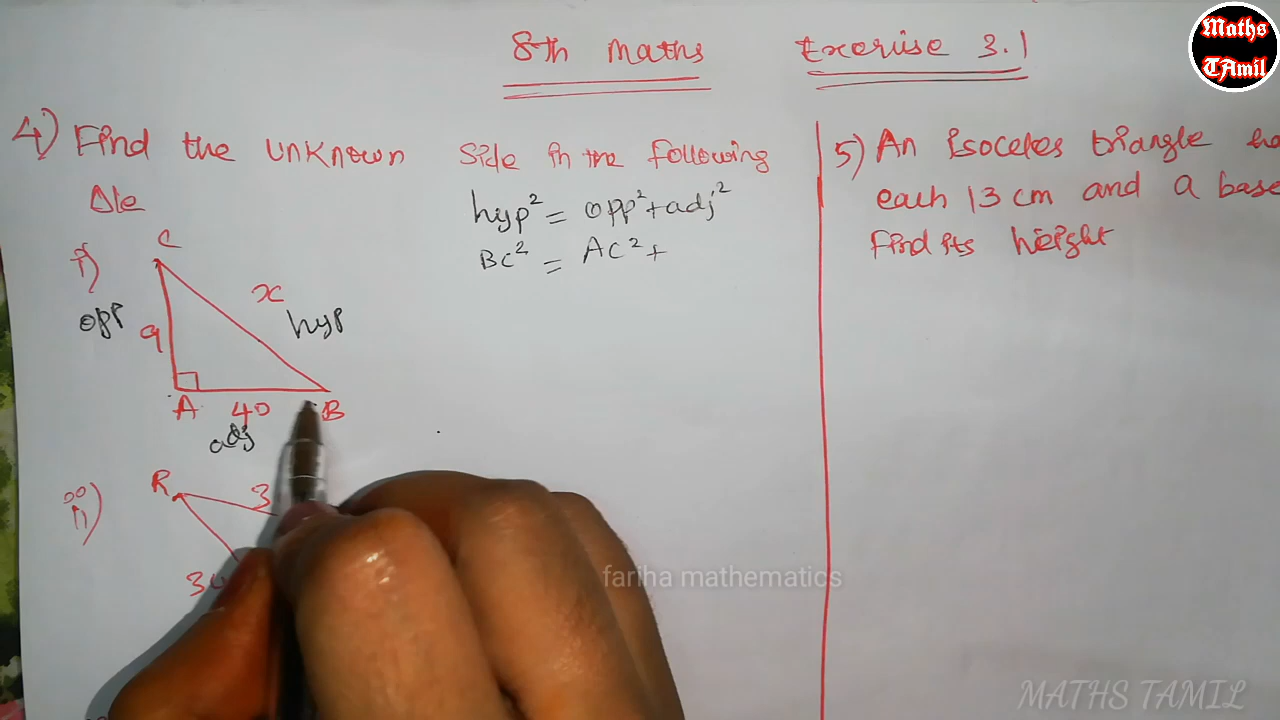 8th maths Exercise 3.1
4) Find the unknown side in the following
Δle
i)
C
x
hyp
opp
9
A 40 B
adj
hyp² = opp² + adj²
BC² = AC² +
ii)
R
3
5) An isoceles triangle
each 13 cm and a base
Find its height
Maths
TAmil
fariha mathematics
MATHS TAMIL